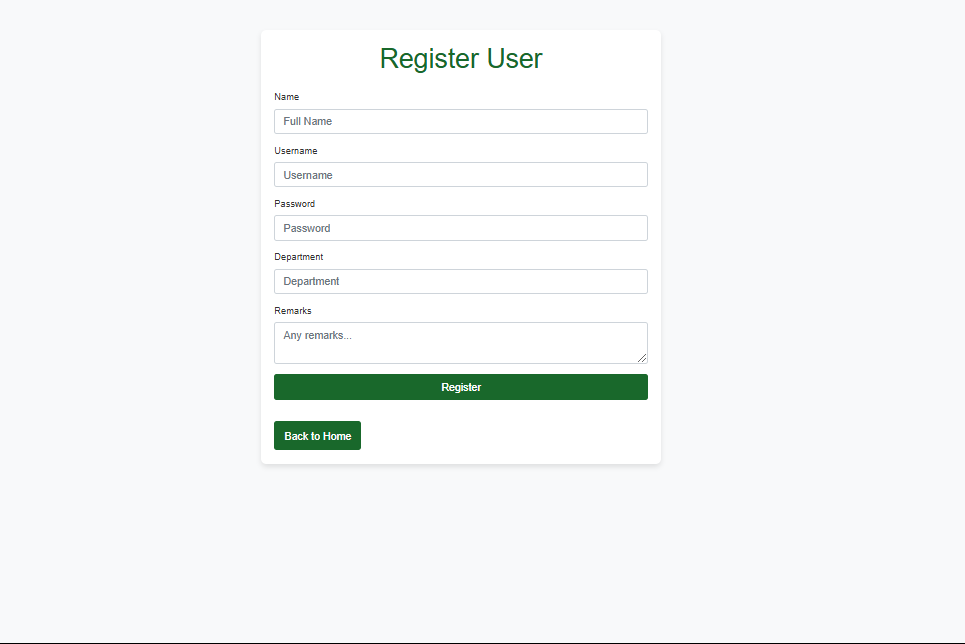 Register User
Name
Full Name
Username
Username
Password
Password
Department
Department
Remarks
Any remarks...
Register
Back to Home